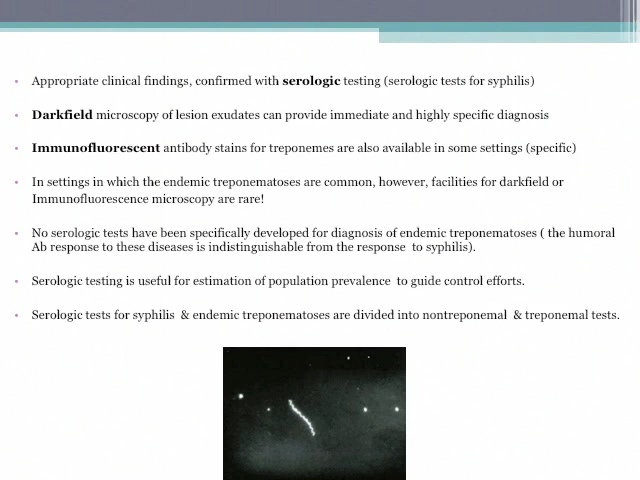 • Appropriate clinical findings, confirmed with serologic testing (serologic tests for syphilis)
• Darkfield microscopy of lesion exudates can provide immediate and highly specific diagnosis
• Immunofluorescent antibody stains for treponemes are also available in some settings (specific)
• In settings in which the endemic treponematoses are common, however, facilities for darkfield or
Immunofluorescence microscopy are rare!
• No serologic tests have been specifically developed for diagnosis of endemic treponematoses ( the humoral
Ab response to these diseases is indistinguishable from the response  to syphilis).
• Serologic testing is useful for estimation of population prevalence  to guide control efforts.
• Serologic tests for syphilis  & endemic treponematoses are divided into nontreponemal  & treponemal tests.